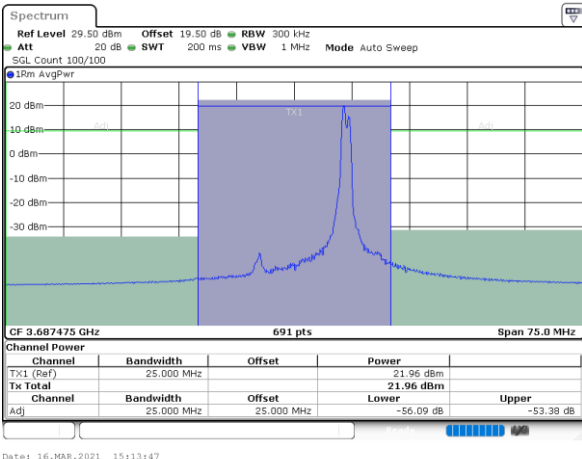 Spectrum
Ref Level 29.50 dBm Offset 19.50 dB RBW 300 kHz
Att 20 dB SWT 200 ms VBW 1 MHz Mode Auto Sweep
SGL Count 100/100
1Rm AvgPwr
20 dBm
TX1
10 dBm Adj Adj
0 dBm
-10 dBm
-20 dBm
-30 dBm
CF 3.687475 GHz 691 pts Span 75.0 MHz
Channel Power
Channel Bandwidth Offset Power
TX1 (Ref) 25.000 MHz 21.96 dBm
Tx Total 21.96 dBm
Channel Bandwidth Offset Lower Upper
Adj 25.000 MHz 25.000 MHz -56.09 dB -53.38 dB
Date: 16.MAR.2021 15:13:47